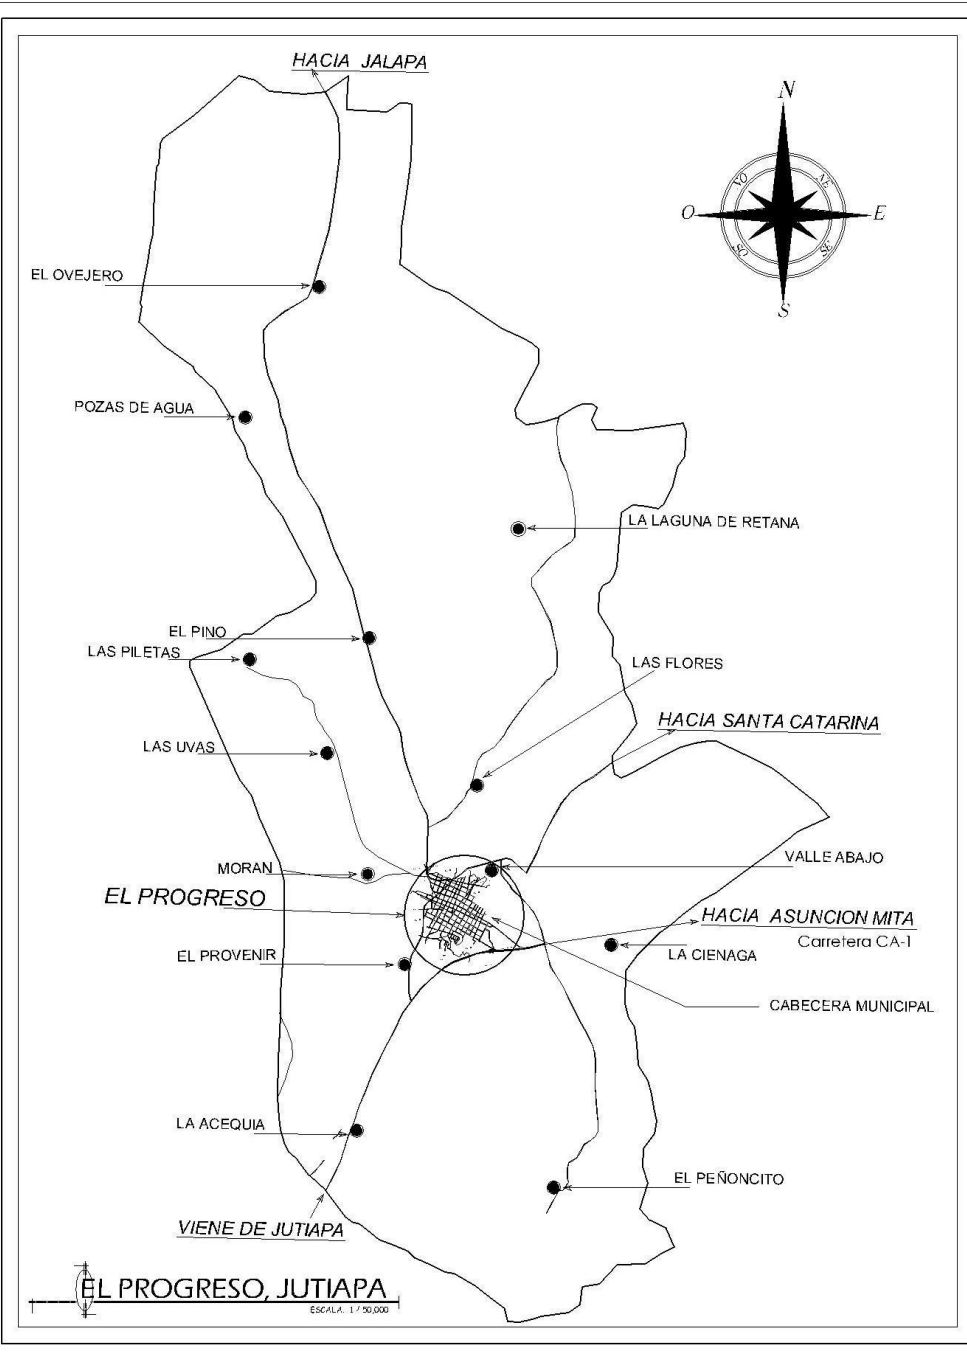 HACIA JALAPA
N
NO
NE
O
E
SO
SE
S
EL OVEJERO
POZAS DE AGUA
LA LAGUNA DE RETANA
EL PINO
LAS PILETAS
LAS FLORES
HACIA SANTA CATARINA
LAS UVAS
VALLE ABAJO
MORAN
EL PROGRESO
HACIA ASUNCION MITA
Carretera CA-1
EL PROVENIR
LA CIENAGA
CABECERA MUNICIPAL
LA ACEQUIA
EL PEÑONCITO
VIENE DE JUTIAPA
EL PROGRESO, JUTIAPA
ESCALA. 1 / 50,000